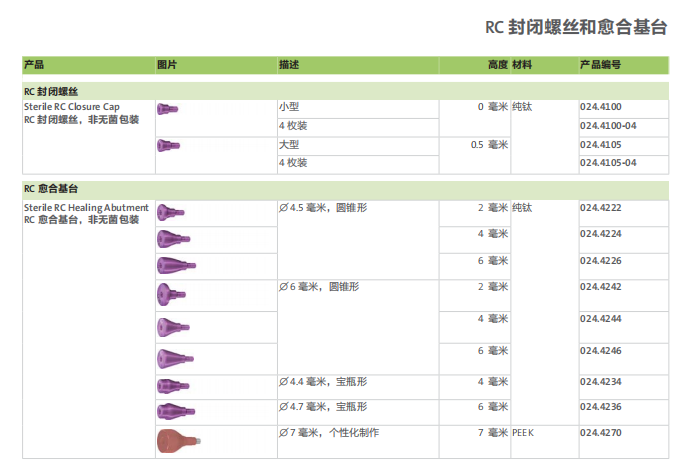 RC 封闭螺丝和愈合基台
产品 图片 描述 高度 材料 产品编号
RC 封闭螺丝
Sterile RC Closure Cap 小型 0 毫米 纯钛 024.4100
RC 封闭螺丝，非无菌包装 4 枚装 024.4100-04
大型 0.5 毫米 024.4105
4 枚装 024.4105-04
RC 愈合基台
Sterile RC Healing Abutment ∅ 4.5 毫米，圆锥形 2 毫米 纯钛 024.4222
RC 愈合基台，非无菌包装
4 毫米 024.4224
6 毫米 024.4226
∅ 6 毫米，圆锥形 2 毫米 024.4242
4 毫米 024.4244
6 毫米 024.4246
∅ 4.4 毫米，宝瓶形 4 毫米 024.4234
∅ 4.7 毫米，宝瓶形 6 毫米 024.4236
∅ 7 毫米，个性化制作 7 毫米 PEEK 024.4270